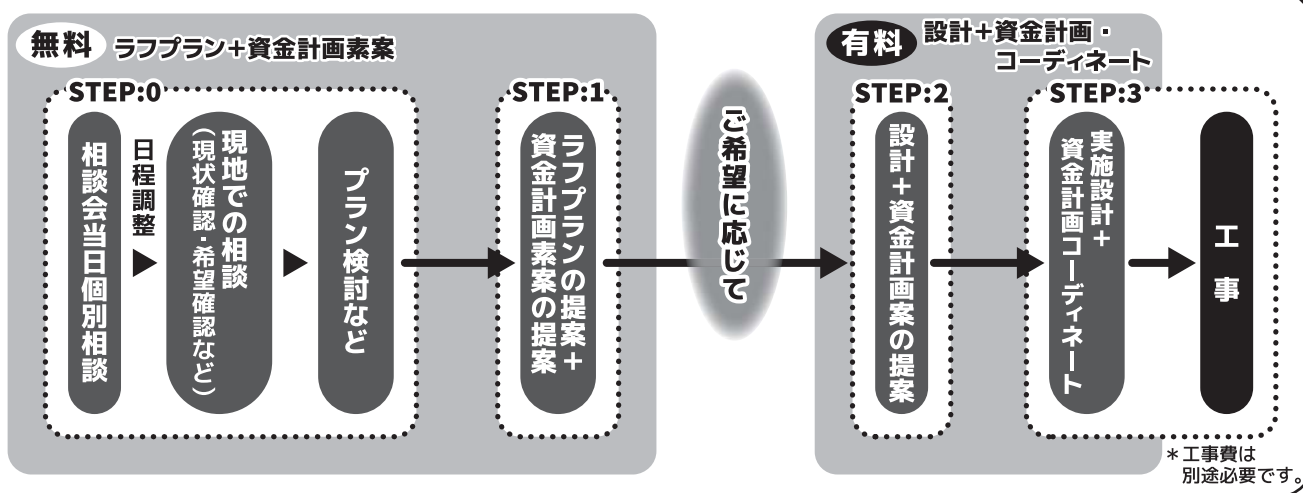 無料 ラフプラン+資金計画素案
STEP:0
相談会当日個別相談
日程調整
現地での相談
（現状確認・希望確認など）
プラン検討など
STEP:1
ラフプランの提案+
資金計画素案の提案
ご希望に応じて
有料 設計+資金計画・
コーディネート
STEP:2
設計+資金計画案の提案
STEP:3
実施設計+
資金計画コーディネート
工事
＊工事費は
別途必要です。